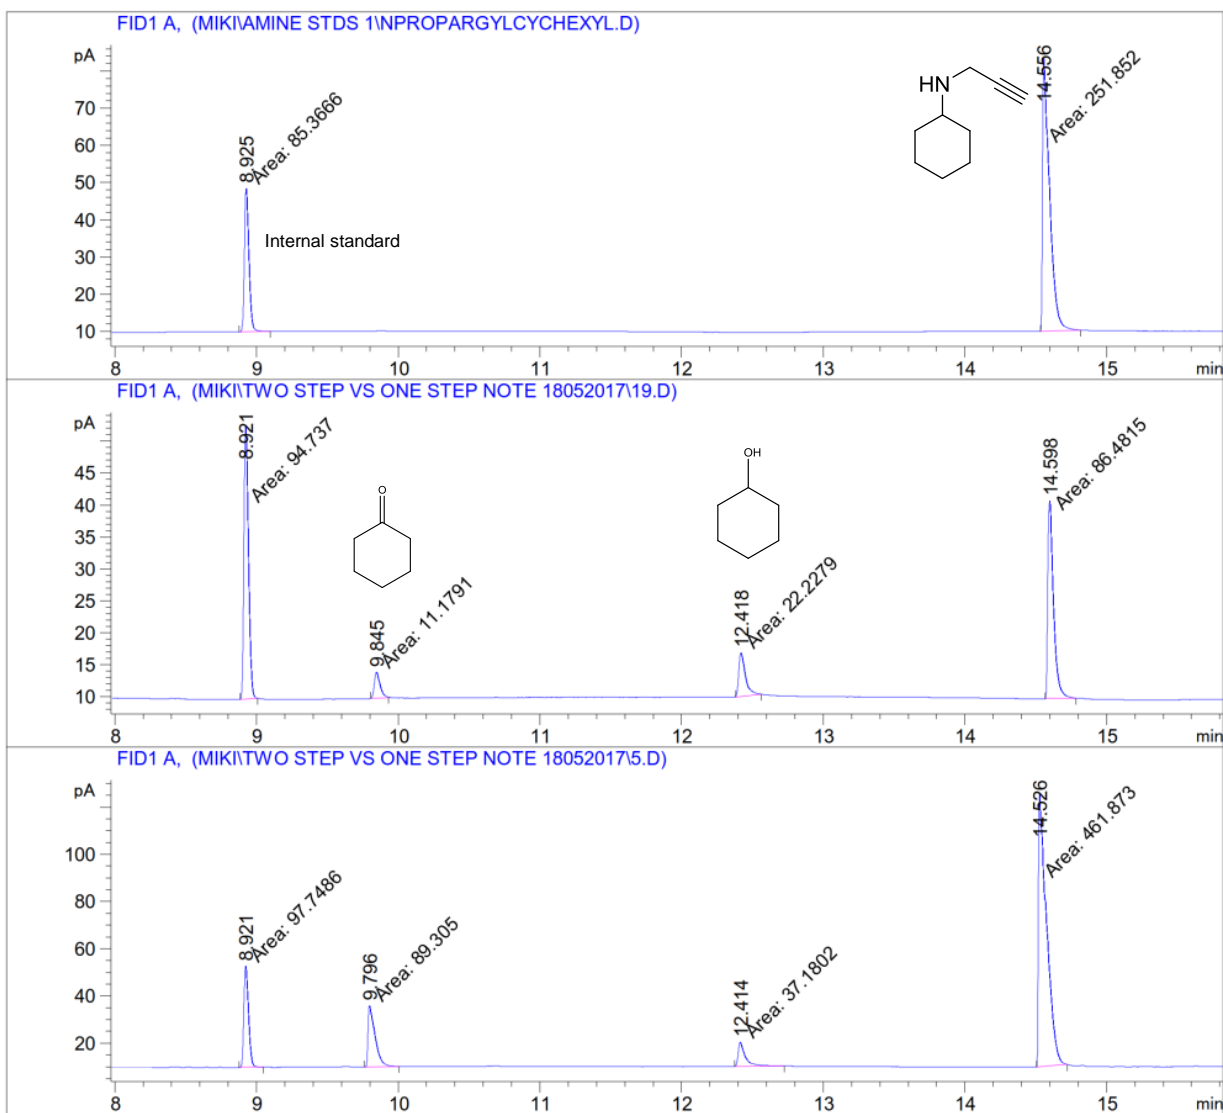 FID1 A, (MIKI\AMINE STDS 1\NPROPARGYLCYCHEXYL.D)
pA
70
60
50
40
30
20
10
8.925
Area: 85.3666
Internal standard
HN
14.556
Area: 251.852
8 9 10 11 12 13 14 15 min
FID1 A, (MIKI\TWO STEP VS ONE STEP NOTE 18052017\19.D)
pA
45
40
35
30
25
20
15
10
8.921
Area: 94.737
O
9.845
Area: 11.1791
OH
12.418
Area: 22.2279
14.598
Area: 86.4815
8 9 10 11 12 13 14 15 min
FID1 A, (MIKI\TWO STEP VS ONE STEP NOTE 18052017\5.D)
pA
100
80
60
40
20
8.921
Area: 97.7486
9.796
Area: 89.305
12.414
Area: 37.1802
14.526
Area: 461.873
8 9 10 11 12 13 14 15 min